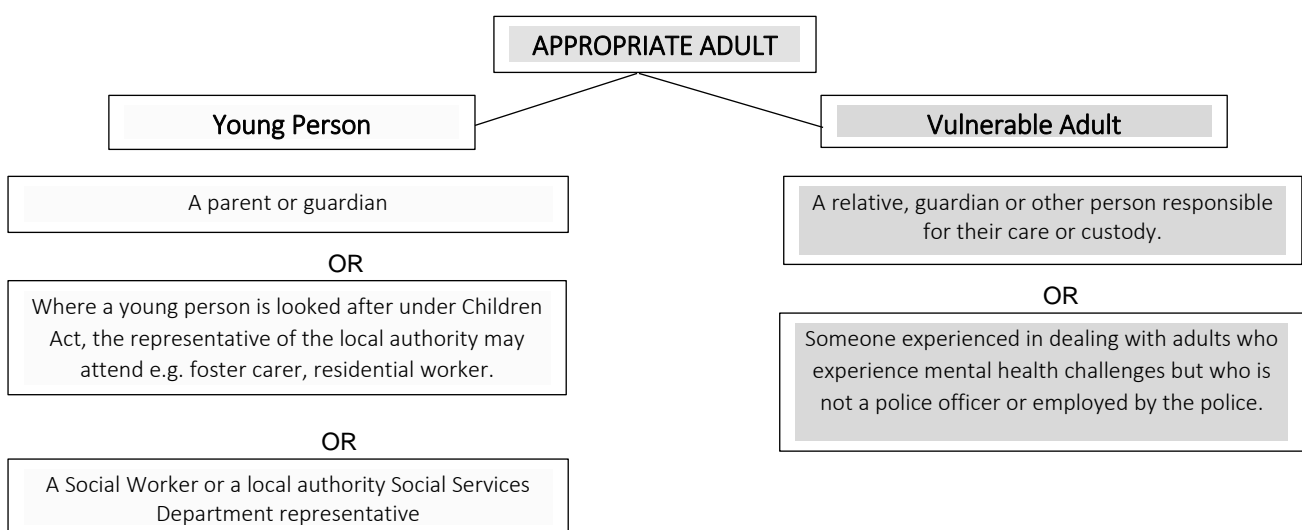 APPROPRIATE ADULT
Young Person
A parent or guardian
OR
Where a young person is looked after under Children
Act, the representative of the local authority may
attend e.g. foster carer, residential worker.
OR
A Social Worker or a local authority Social Services
Department representative
Vulnerable Adult
A relative, guardian or other person responsible
for their care or custody.
OR
Someone experienced in dealing with adults who
experience mental health challenges but who is
not a police officer or employed by the police.